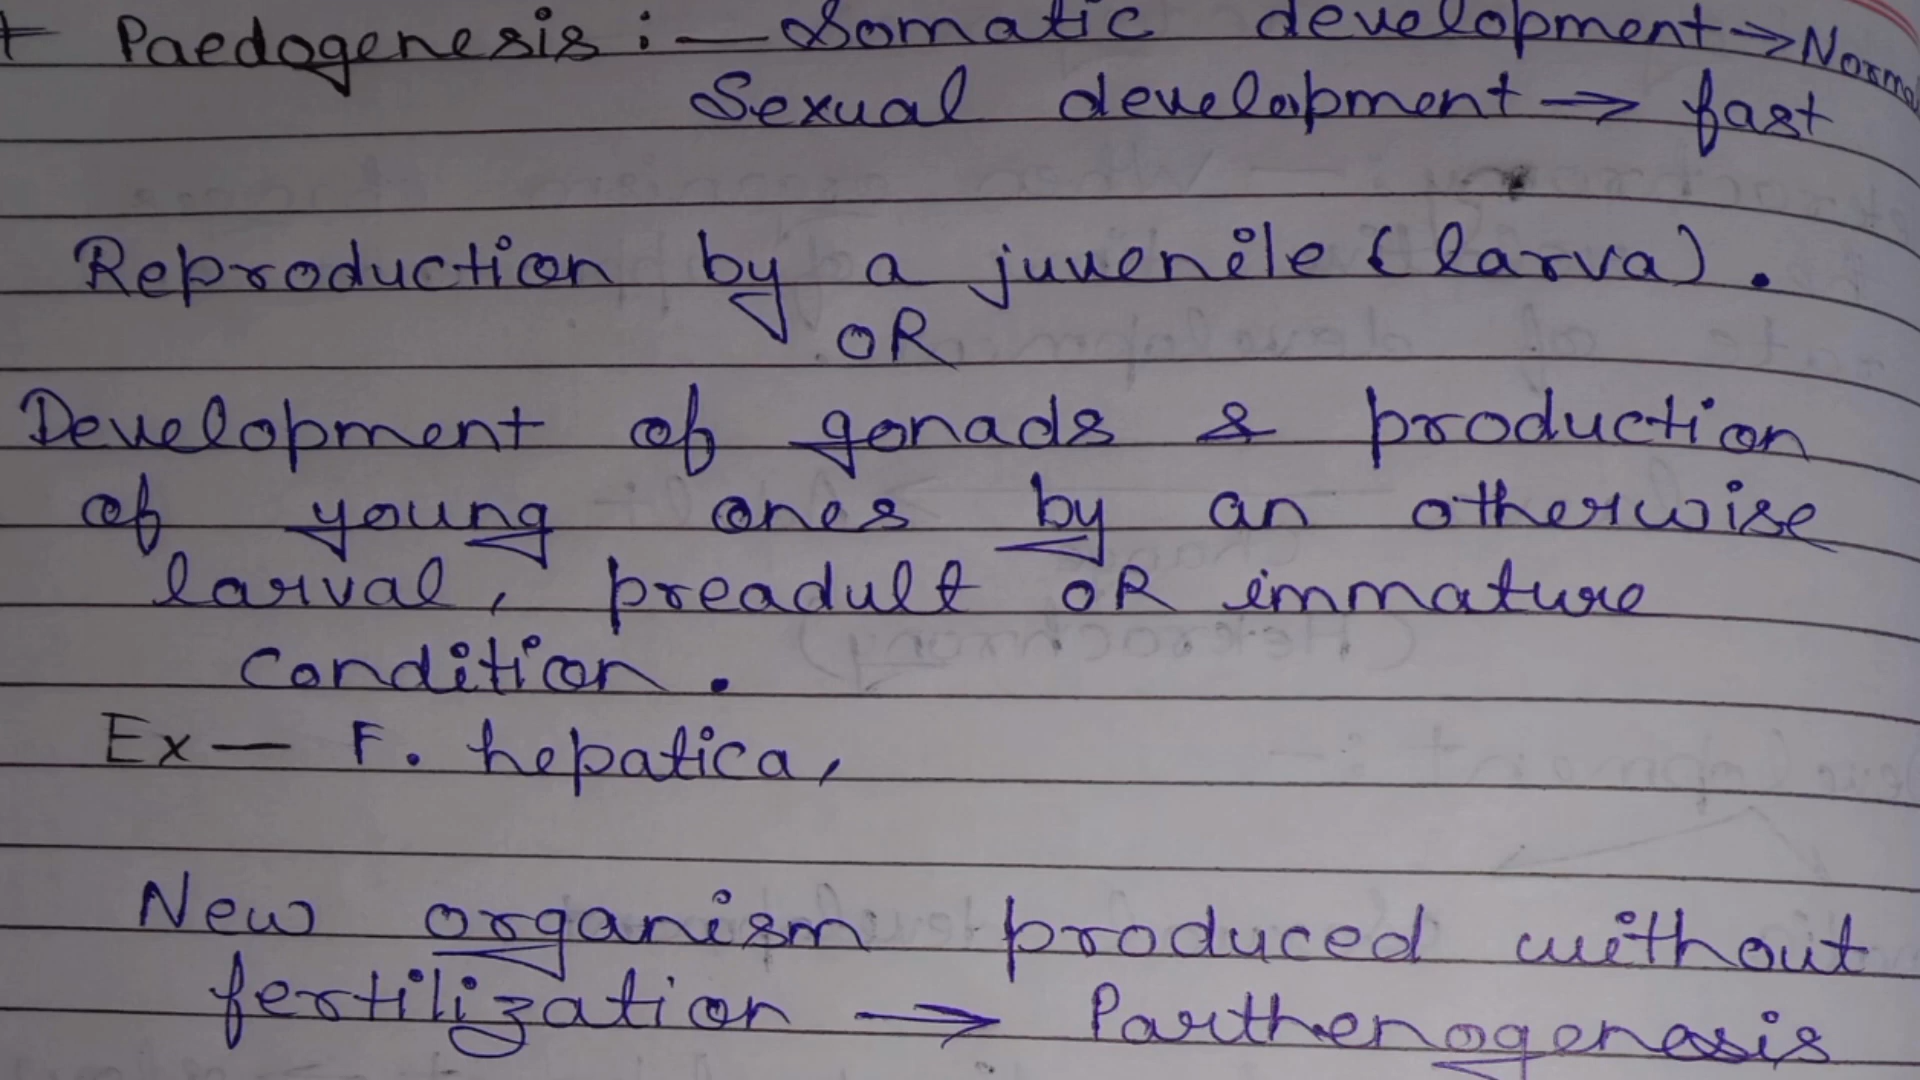 Paedogenesis : — Somatic development → Norma
Sexual development → fast
Reproduction by a juvenile (larva).
OR
Development of gonads & production
of young ones by an otherwise
larval, preadult OR immature
condition.
Ex — F. hepatica,
New organism produced without
fertilization → Parthenogenesis